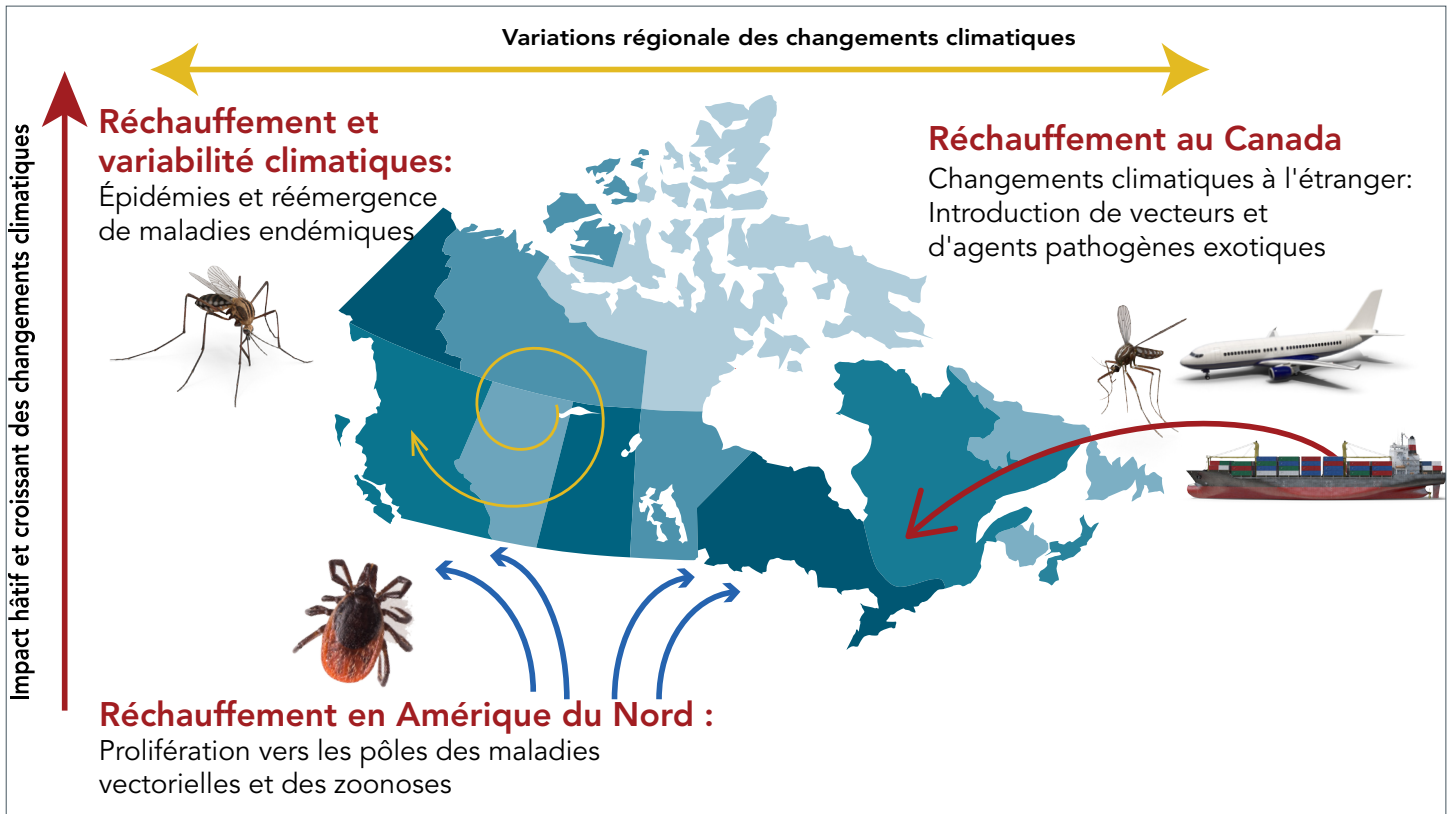 Variations régionale des changements climatiques
Impact hâtif et croissant des changements climatiques
Réchauffement et
variabilité climatiques:
Épidémies et réémergence
de maladies endémiques
Réchauffement au Canada
Changements climatiques à l'étranger:
Introduction de vecteurs et
d'agents pathogènes exotiques
Réchauffement en Amérique du Nord :
Prolifération vers les pôles des maladies
vectorielles et des zoonoses